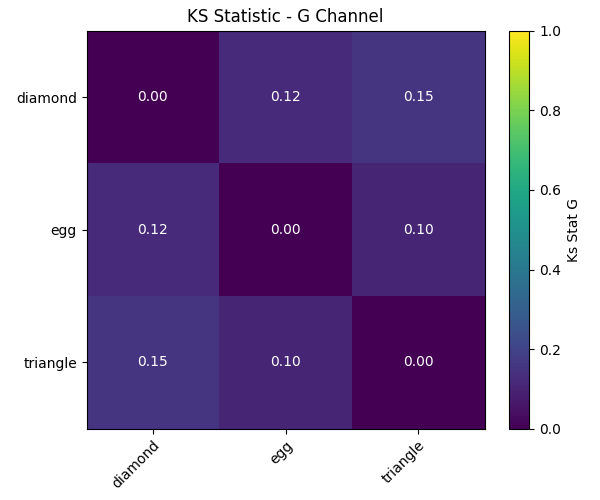 KS Statistic - G Channel
diamond 0.00 0.12 0.15
egg 0.12 0.00 0.10
triangle 0.15 0.10 0.00
diamond egg triangle
1.0
0.8
0.6
0.4
0.2
0.0
Ks Stat G